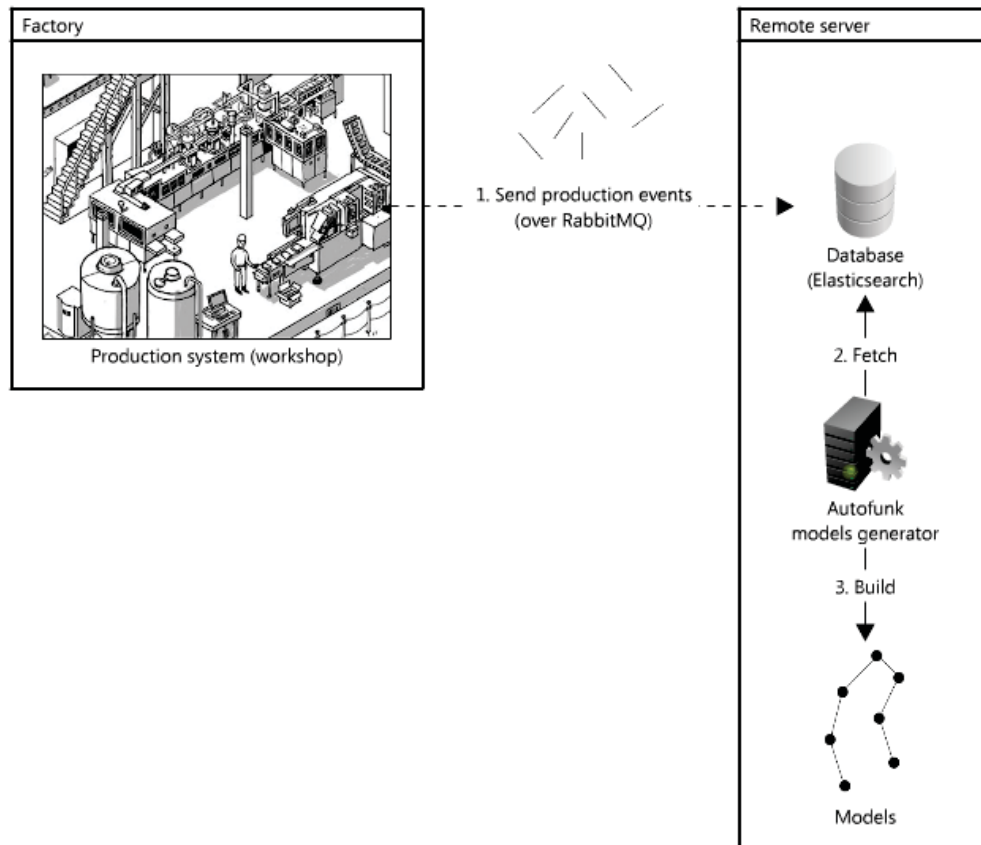 Factory
Production system (workshop)
1. Send production events
(over RabbitMQ)
Remote server
Database
(Elasticsearch)
2. Fetch
Autofunk
models generator
3. Build
Models